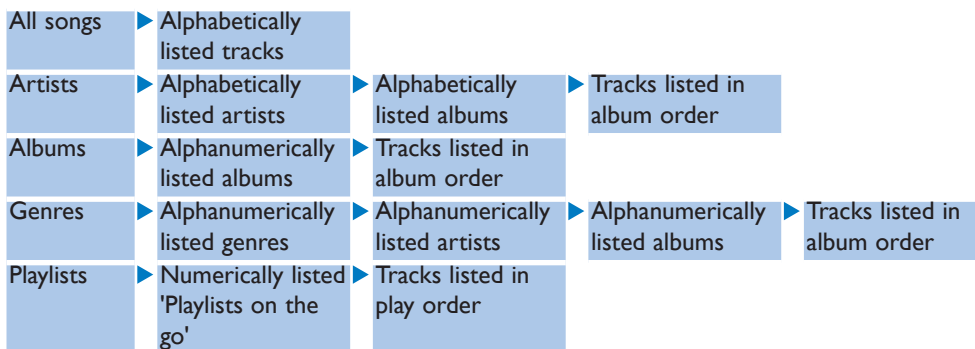 All songs
Alphabetically
listed tracks
Artists
Alphabetically
listed artists
Alphabetically
listed albums
Tracks listed in
album order
Albums
Alphanumerically
listed albums
Tracks listed in
album order
Genres
Alphanumerically
listed genres
Alphanumerically
listed artists
Alphanumerically
listed albums
Tracks listed in
album order
Playlists
Numerically listed
'Playlists on the
go'
Tracks listed in
play order